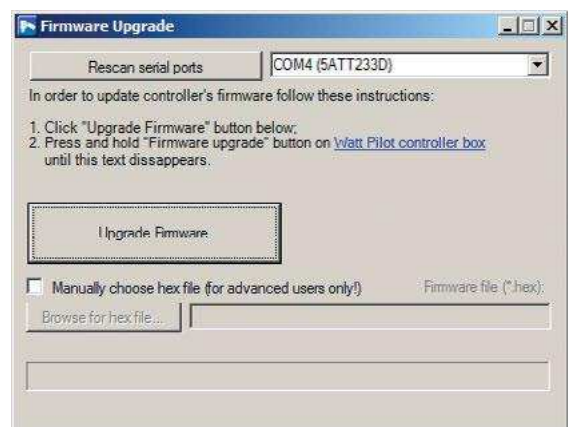 Firmware Upgrade
Rescan serial ports
COM4 (5ATT233D)
In order to update controller's firmware follow these instructions:
1. Click "Upgrade Firmware" button below;
2. Press and hold "Firmware upgrade" button on Watt Pilot controller box
until this text dissappears.
Upgrade Firmware
Manually choose hex file (for advanced users only!)
Firmware file (*.hex):
Browse for hex file...